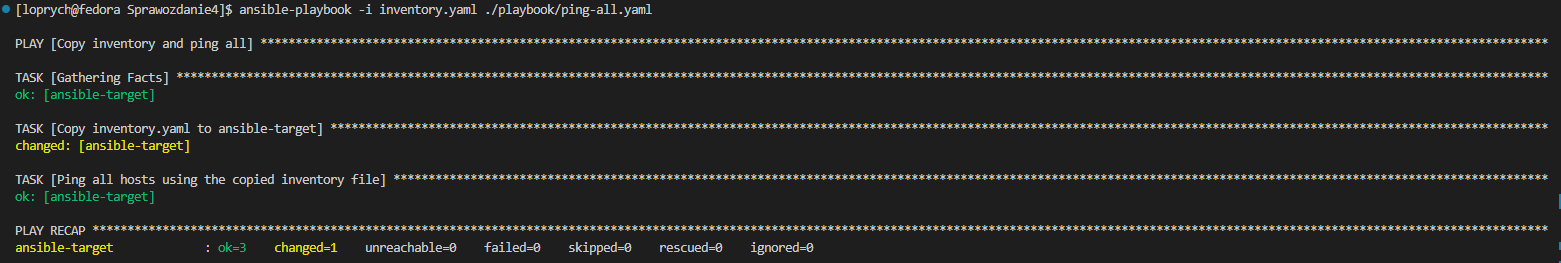 [loprych@fedora Sprawozdanie4]$ ansible-playbook -i inventory.yaml ./playbook/ping-all.yaml
PLAY [Copy inventory and ping all] ****************************************************************************************************************************************************************************************
TASK [Gathering Facts] ****************************************************************************************************************************************************************************************************
ok: [ansible-target]
TASK [Copy inventory.yaml to ansible-target] ******************************************************************************************************************************************************************************
changed: [ansible-target]
TASK [Ping all hosts using the copied inventory file] *********************************************************************************************************************************************************************
ok: [ansible-target]
PLAY RECAP ****************************************************************************************************************************************************************************************************************
ansible-target             : ok=3    changed=1    unreachable=0    failed=0    skipped=0    rescued=0    ignored=0